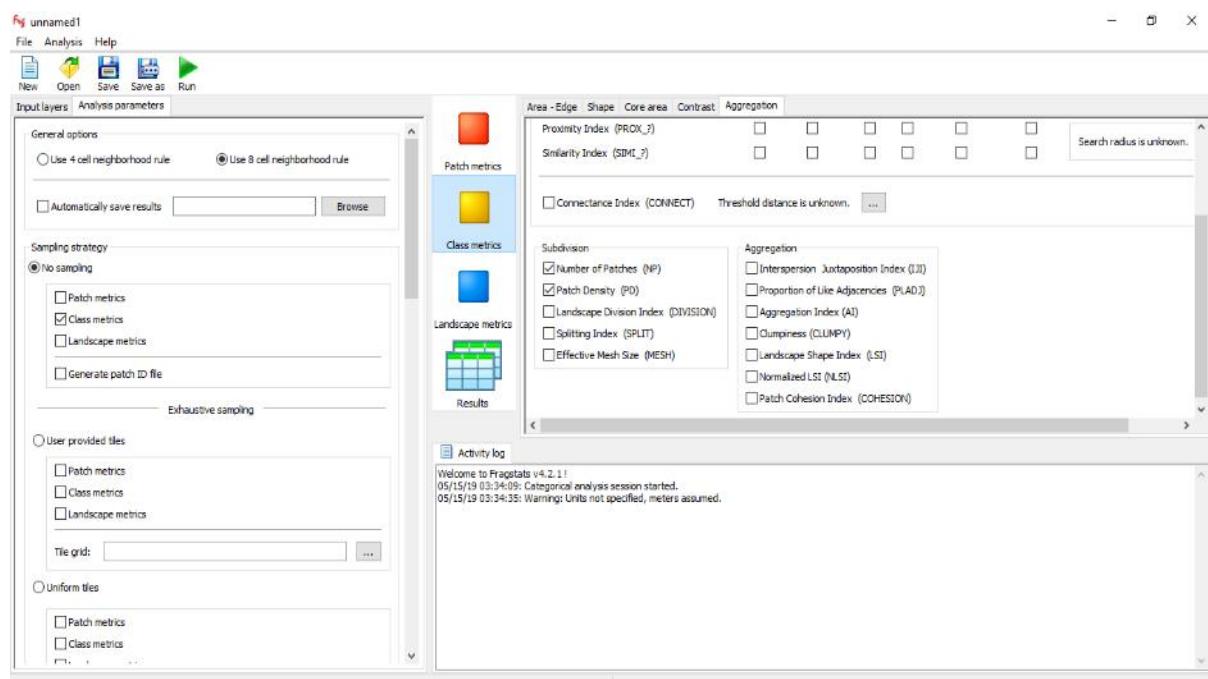 unnamed1
File Analysis Help
New Open Save Save as Run
Input layers Analysis parameters
General options
Use 4 cell neighborhood rule Use 8 cell neighborhood rule
Automatically save results Browse
Sampling strategy
No sampling
Patch metrics
Class metrics
Landscape metrics
Generate patch ID file
Exhaustive sampling
User provided tiles
Patch metrics
Class metrics
Landscape metrics
Tile grid: ...
Uniform tiles
Patch metrics
Class metrics
Patch metrics
Class metrics
Landscape metrics
Results
Area - Edge Shape Core area Contrast Aggregation
Proximity Index (PROX_?)
Similarity Index (SIMI_?)
Search radius is unknown.
Connectance Index (CONNECT) Threshold distance is unknown. ...
Subdivision
Number of Patches (NP)
Patch Density (PD)
Landscape Division Index (DIVISION)
Splitting Index (SPLIT)
Effective Mesh Size (MESH)
Aggregation
Interspersion Juxtaposition Index (IJI)
Proportion of Like Adjacencies (PLADJ)
Aggregation Index (AI)
Clumpiness (CLUMPY)
Landscape Shape Index (LSI)
Normalized LSI (NLSI)
Patch Cohesion Index (COHESION)
Activity log
Welcome to Fragstats v4.2.1!
05/15/19 03:34:09: Categorical analysis session started.
05/15/19 03:34:35: Warning: Units not specified, meters assumed.